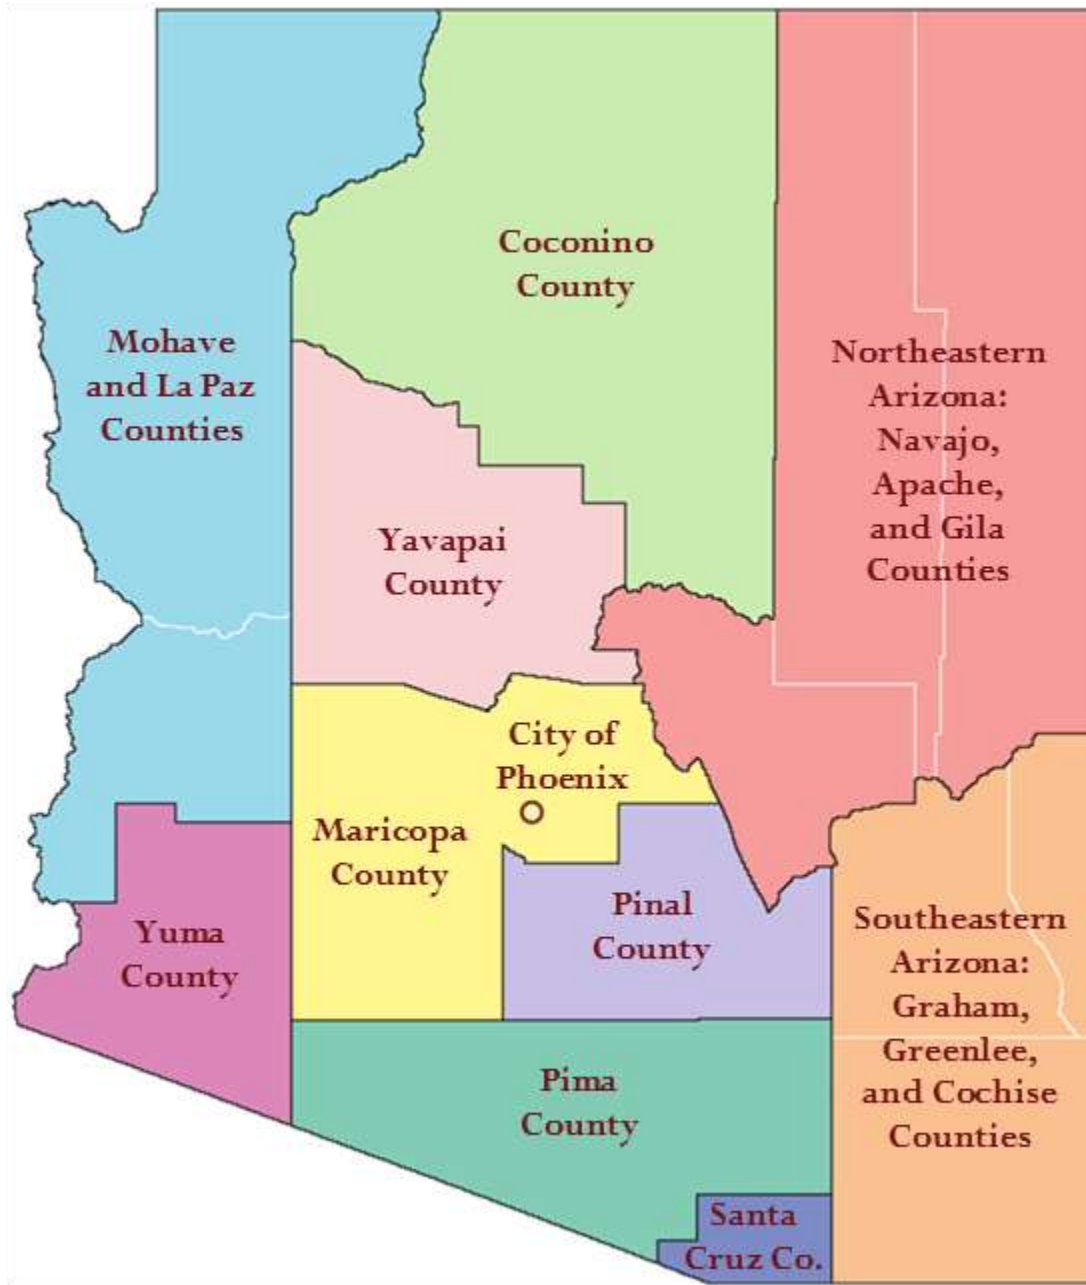 Coconino
County
Mohave
and La Paz
Counties
Northeastern
Arizona:
Navajo,
Apache,
and Gila
Counties
Yavapai
County
City of
Phoenix
Maricopa
County
Pinal
County
Yuma
County
Southeastern
Arizona:
Graham,
Greenlee,
and Cochise
Counties
Pima
County
Santa
Cruz Co.